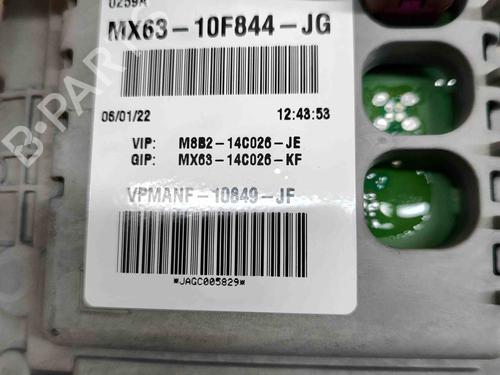 0259A
MX63-10F844-JG
06/01/22 12:43:53
VIP: M8B2-14C026-JE
GIP: MX63-14C026-KF
VPMANF-10849-JF
*JAGC005829*